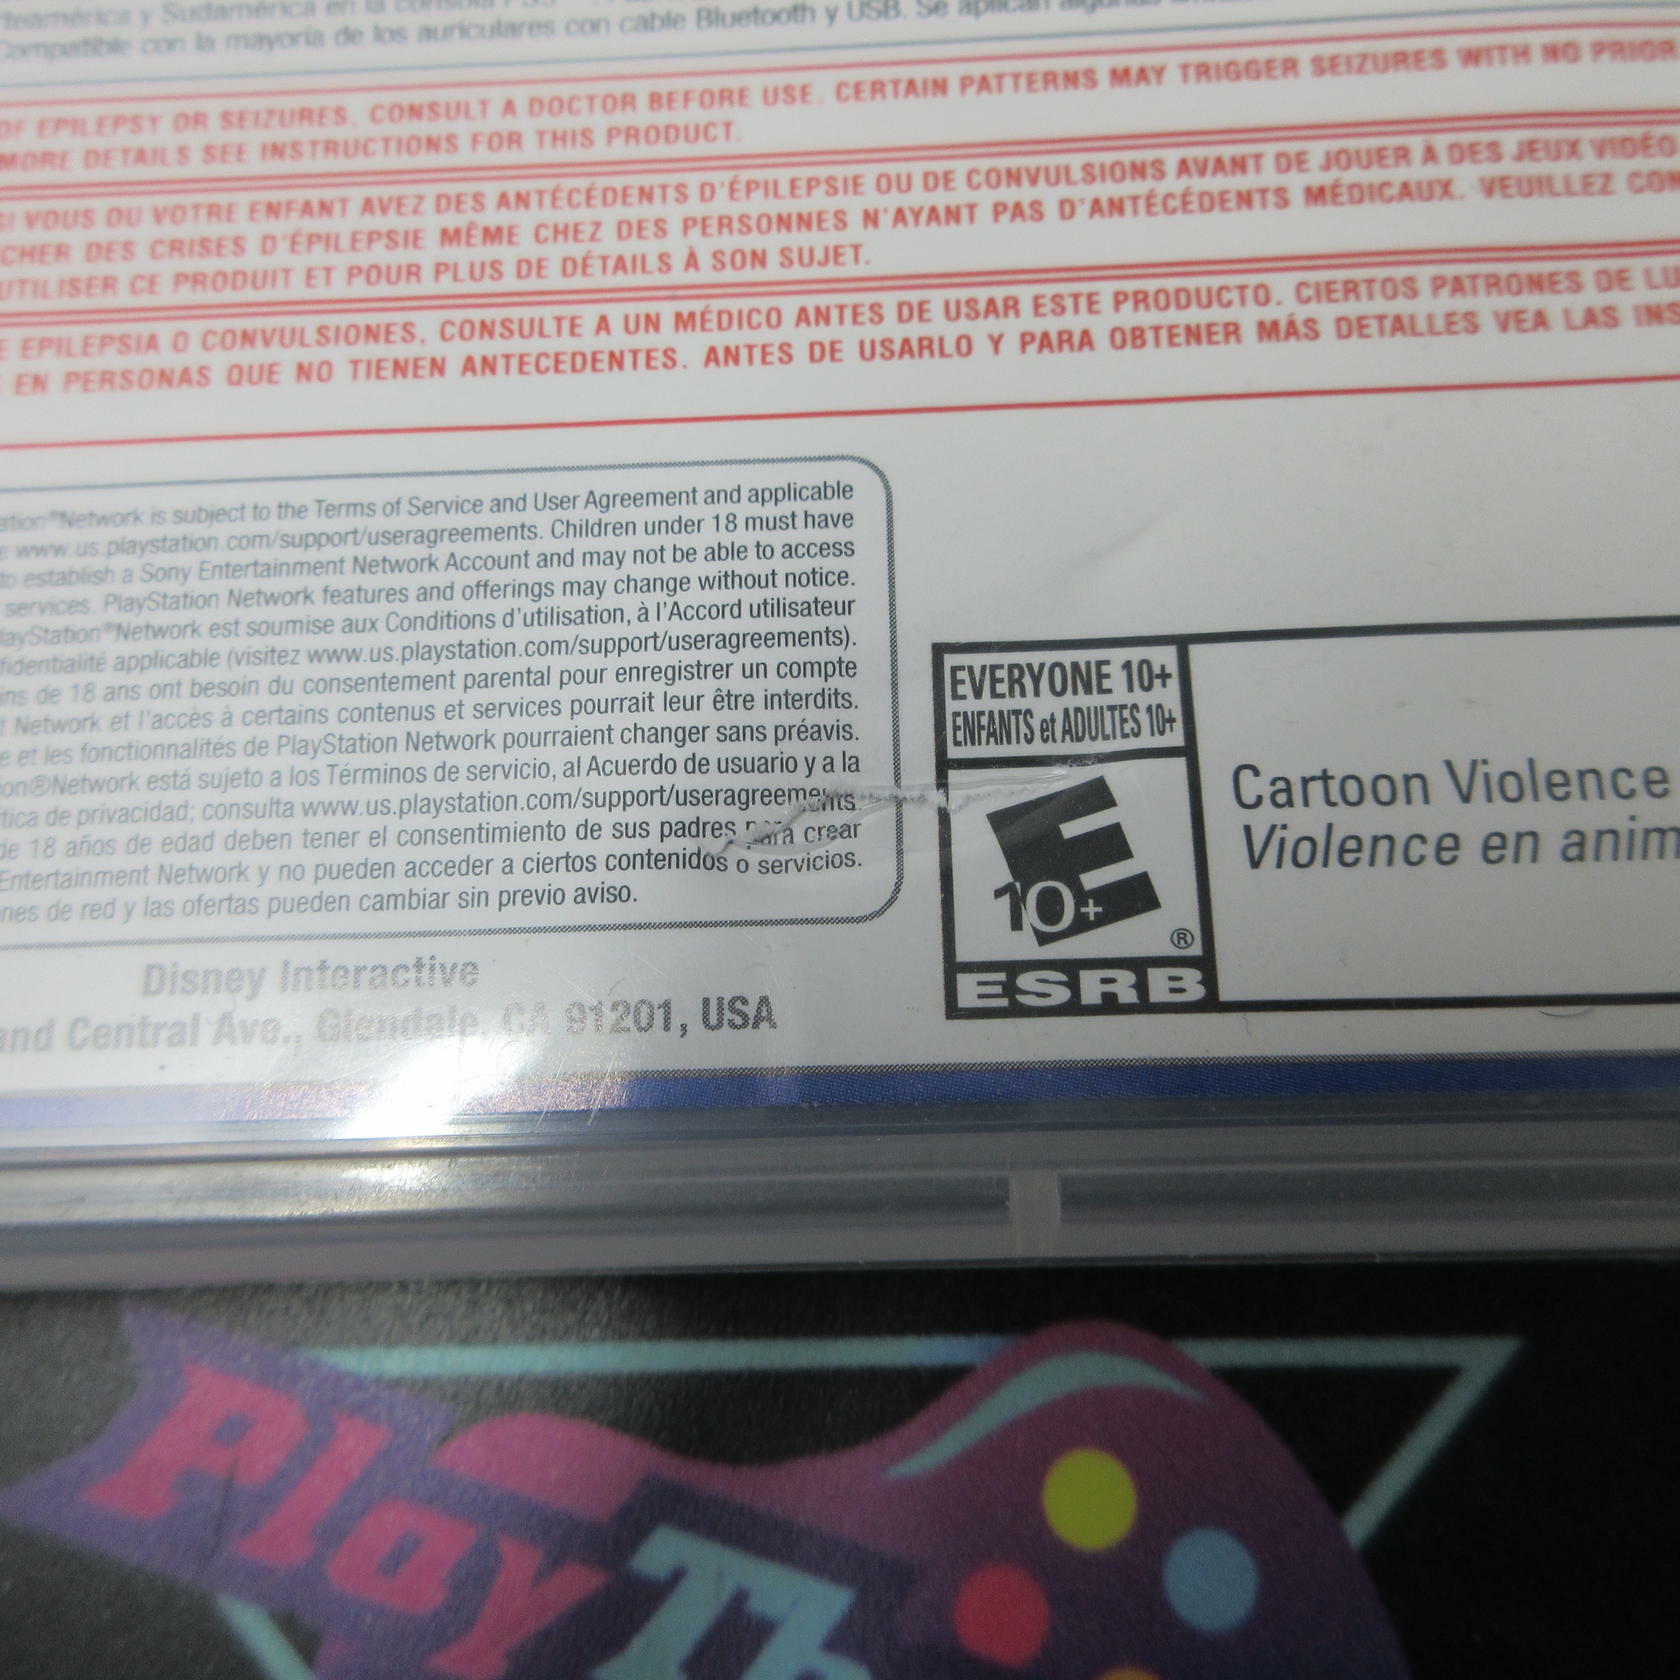 teamérica y Sudamérica en la consola
Compatible con la mayoría de los auriculares con cable Bluetooth y USB. Se aplican algunas
OF EPILEPSY OR SEIZURES, CONSULT A DOCTOR BEFORE USE. CERTAIN PATTERNS MAY TRIGGER SEIZURES WITH NO PRIOR
MORE DETAILS SEE INSTRUCTIONS FOR THIS PRODUCT.
SI VOUS OU VOTRE ENFANT AVEZ DES ANTÉCÉDENTS D'ÉPILEPSIE OU DE CONVULSIONS AVANT DE JOUER À DES JEUX VIDÉO
CHER DES CRISES D'ÉPILEPSIE MÊME CHEZ DES PERSONNES N'AYANT PAS D'ANTÉCÉDENTS MÉDICAUX. VEUILLEZ CON
UTILISER CE PRODUIT ET POUR PLUS DE DÉTAILS À SON SUJET.
E EPILEPSIA O CONVULSIONES, CONSULTE A UN MÉDICO ANTES DE USAR ESTE PRODUCTO. CIERTOS PATRONES DE LU
EN PERSONAS QUE NO TIENEN ANTECEDENTES. ANTES DE USARLO Y PARA OBTENER MÁS DETALLES VEA LAS INS
ation®Network is subject to the Terms of Service and User Agreement and applicable
e www.us.playstation.com/support/useragreements. Children under 18 must have
to establish a Sony Entertainment Network Account and may not be able to access
services. PlayStation Network features and offerings may change without notice.
layStation®Network est soumise aux Conditions d'utilisation, à l'Accord utilisateur
fidentialité applicable (visitez www.us.playstation.com/support/useragreements).
ins de 18 ans ont besoin du consentement parental pour enregistrer un compte
t Network et l'accès à certains contenus et services pourrait leur être interdits.
e et les fonctionnalités de PlayStation Network pourraient changer sans préavis.
ion®Network está sujeto a los Términos de servicio, al Acuerdo de usuario y a la
ítica de privacidad; consulta www.us.playstation.com/support/useragreements.
de 18 años de edad deben tener el consentimiento de sus padres para crear
Entertainment Network y no pueden acceder a ciertos contenidos o servicios.
nes de red y las ofertas pueden cambiar sin previo aviso.
Disney Interactive
and Central Ave., Glendale, CA 91201, USA
EVERYONE 10+
ENFANTS et ADULTES 10+
E
10+
®
ESRB
Cartoon Violence
Violence en anim
Play
Th